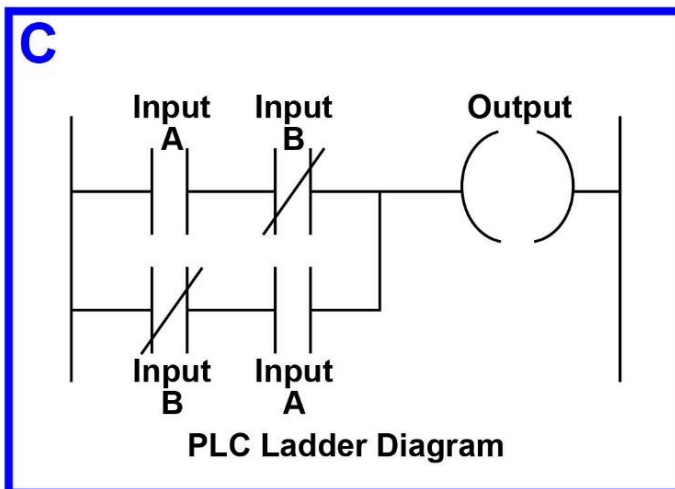 C
Input Input Output
A B
Input Input
B A
PLC Ladder Diagram